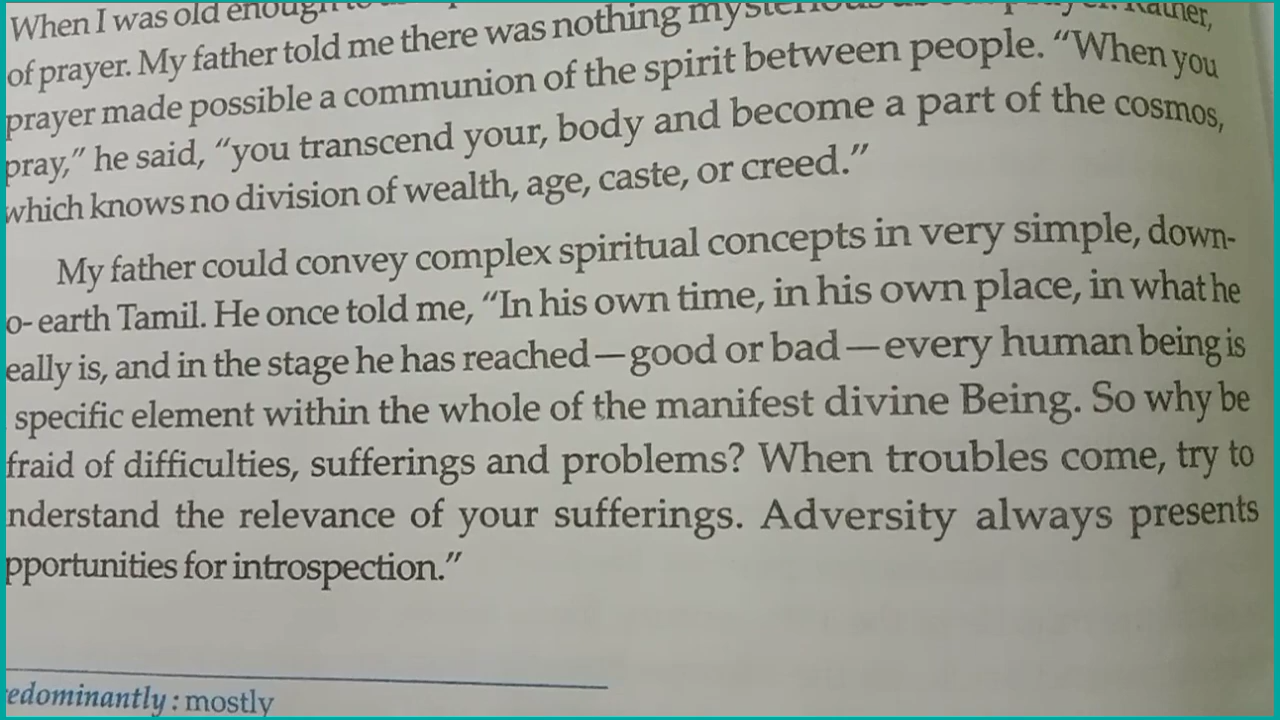 When I was old enough to
of prayer. My father told me there was nothing mysterious Rather,
prayer made possible a communion of the spirit between people. “When you
pray,” he said, “you transcend your, body and become a part of the cosmos,
which knows no division of wealth, age, caste, or creed.”
My father could convey complex spiritual concepts in very simple, down-
o- earth Tamil. He once told me, “In his own time, in his own place, in what he
eally is, and in the stage he has reached—good or bad—every human being is
specific element within the whole of the manifest divine Being. So why be
fraid of difficulties, sufferings and problems? When troubles come, try to
nderstand the relevance of your sufferings. Adversity always presents
pportunities for introspection.”
edominantly : mostly